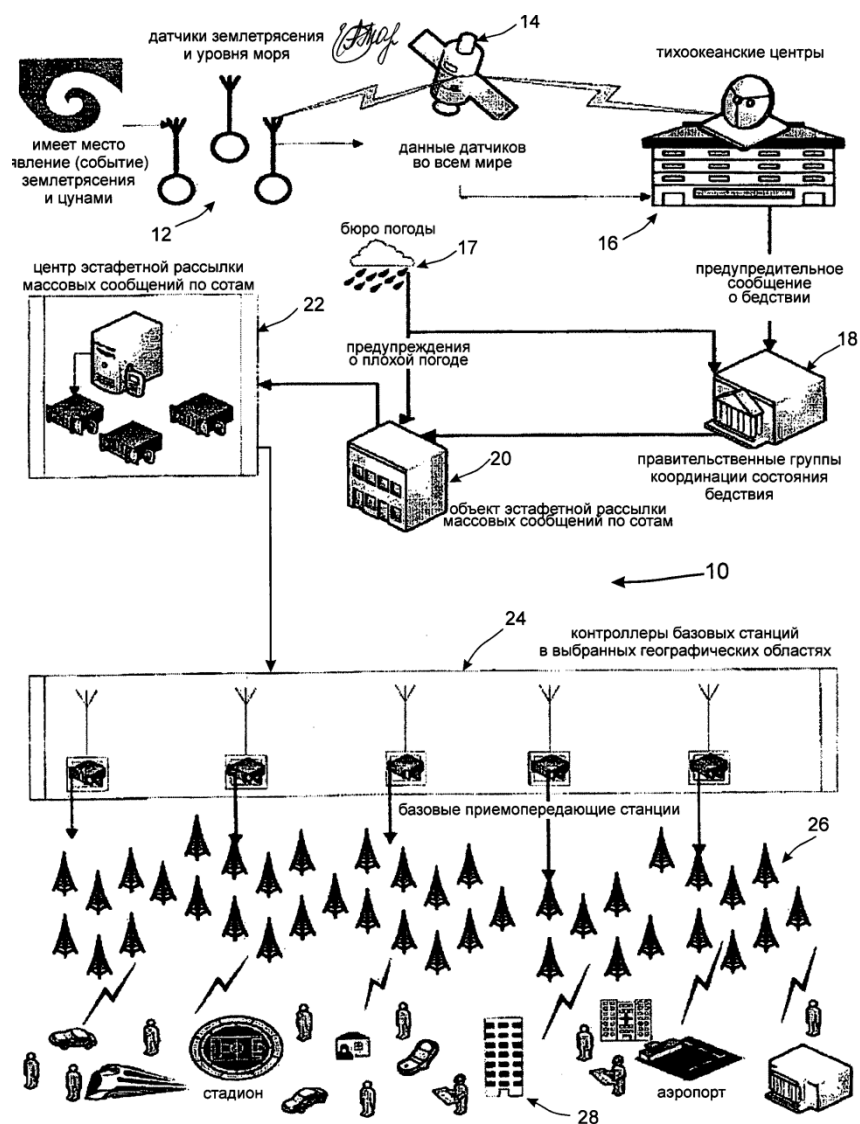 датчики землетрясения
и уровня моря
14
тихоокеанские центры
имеет место
явление (событие)
землетрясения
и цунами
данные датчиков
во всем мире
12
16
бюро погоды
17
центр эстафетной рассылки
массовых сообщений по сотам
22
предупредительное
сообщение
о бедствии
18
предупреждения
о плохой погоде
20
правительственные группы
координации состояния
бедствия
объект эстафетной рассылки
массовых сообщений по сотам
10
24
контроллеры базовых станций
в выбранных географических областях
базовые приемопередающие станции
26
стадион
аэропорт
28